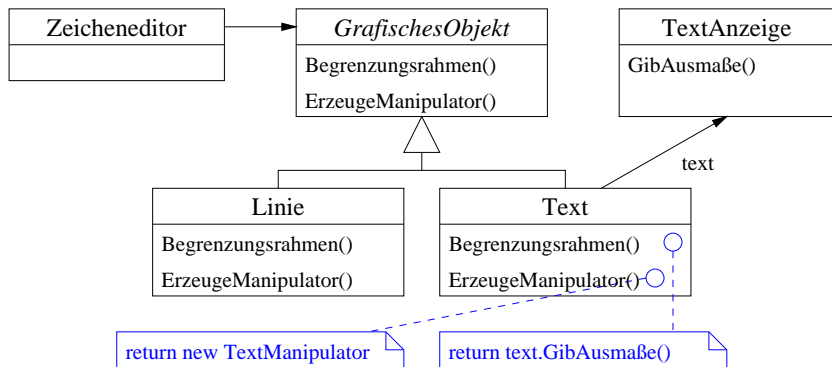 Zeicheneditor
GrafischesObjekt
Begrenzungsrahmen()
ErzeugeManipulator()
TextAnzeige
GibAusmaße()
text
Linie
Begrenzungsrahmen()
ErzeugeManipulator()
Text
Begrenzungsrahmen()
ErzeugeManipulator()
return new TextManipulator
return text.GibAusmaße()